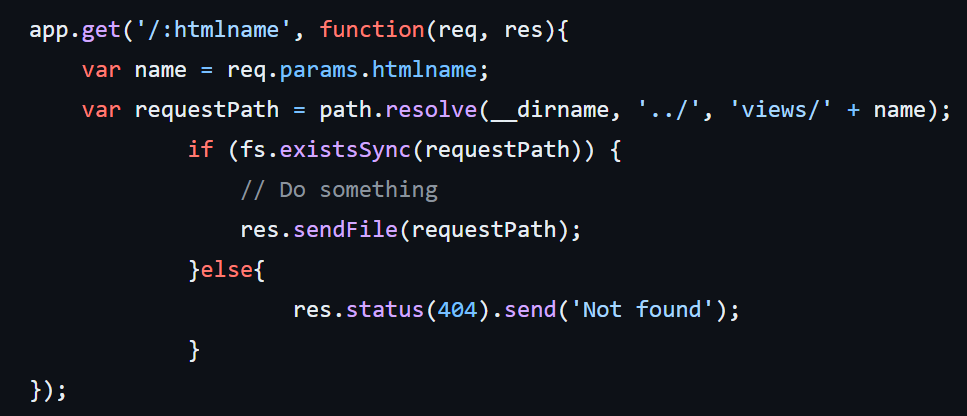 app.get('/:htmlname', function(req, res){
    var name = req.params.htmlname;
    var requestPath = path.resolve(__dirname, '../', 'views/' + name);
            if (fs.existsSync(requestPath)) {
                // Do something
                res.sendFile(requestPath);
            }else{
                    res.status(404).send('Not found');
            }
});